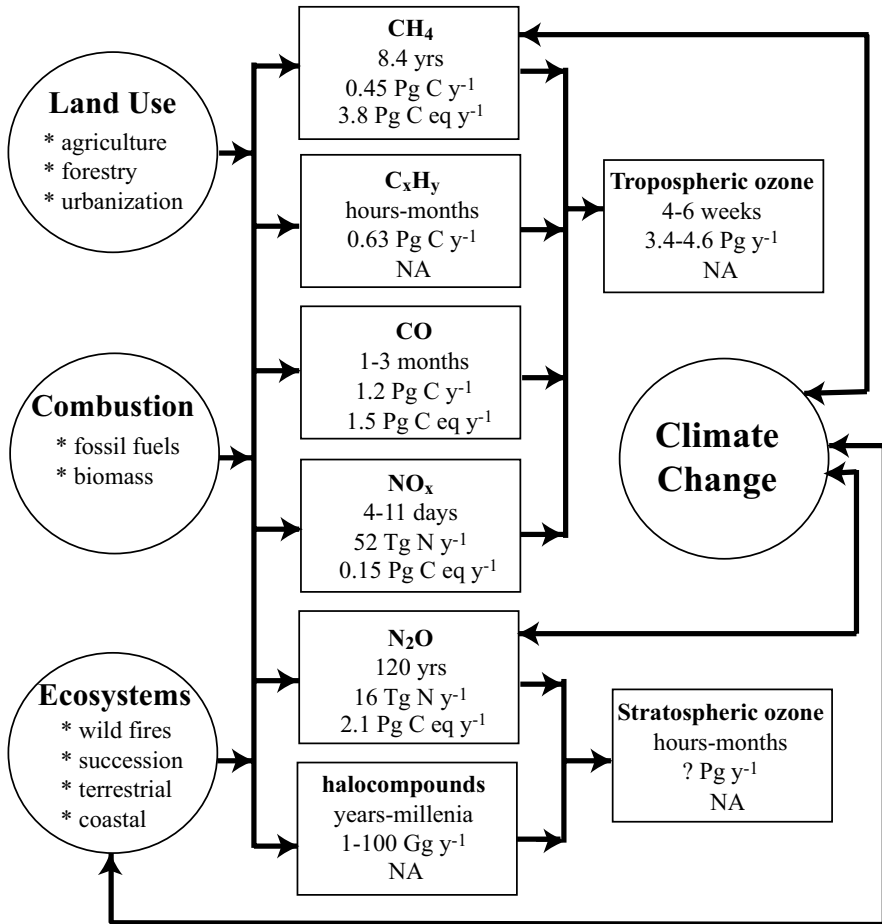 Land Use
* agriculture
* forestry
* urbanization
Combustion
* fossil fuels
* biomass
Ecosystems
* wild fires
* succession
* terrestrial
* coastal
CH₄
8.4 yrs
0.45 Pg C y⁻¹
3.8 Pg C eq y⁻¹
CₓHᵧ
hours-months
0.63 Pg C y⁻¹
NA
CO
1-3 months
1.2 Pg C y⁻¹
1.5 Pg C eq y⁻¹
NOₓ
4-11 days
52 Tg N y⁻¹
0.15 Pg C eq y⁻¹
N₂O
120 yrs
16 Tg N y⁻¹
2.1 Pg C eq y⁻¹
halocompounds
years-millenia
1-100 Gg y⁻¹
NA
Tropospheric ozone
4-6 weeks
3.4-4.6 Pg y⁻¹
NA
Climate
Change
Stratospheric ozone
hours-months
? Pg y⁻¹
NA